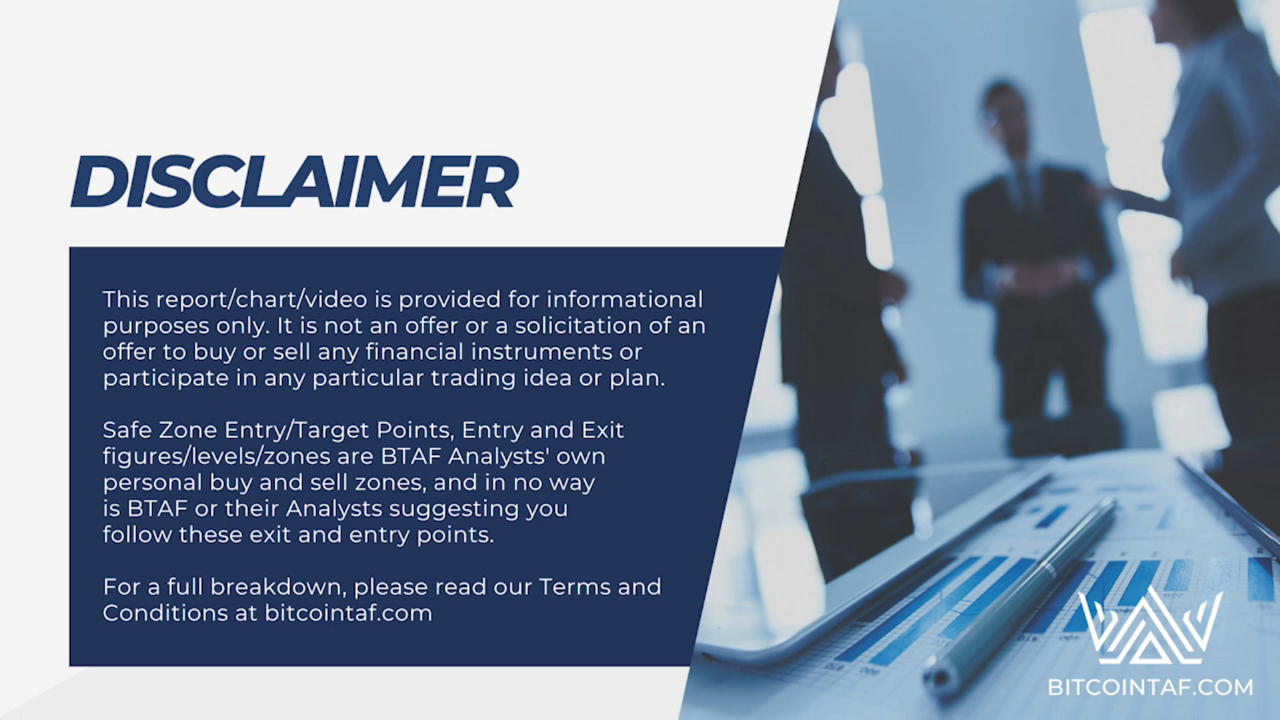 DISCLAIMER
This report/chart/video is provided for informational
purposes only. It is not an offer or a solicitation of an
offer to buy or sell any financial instruments or
participate in any particular trading idea or plan.
Safe Zone Entry/Target Points, Entry and Exit
figures/levels/zones are BTAF Analysts' own
personal buy and sell zones, and in no way
is BTAF or their Analysts suggesting you
follow these exit and entry points.
For a full breakdown, please read our Terms and
Conditions at bitcointaf.com
BITCOINTAF.COM